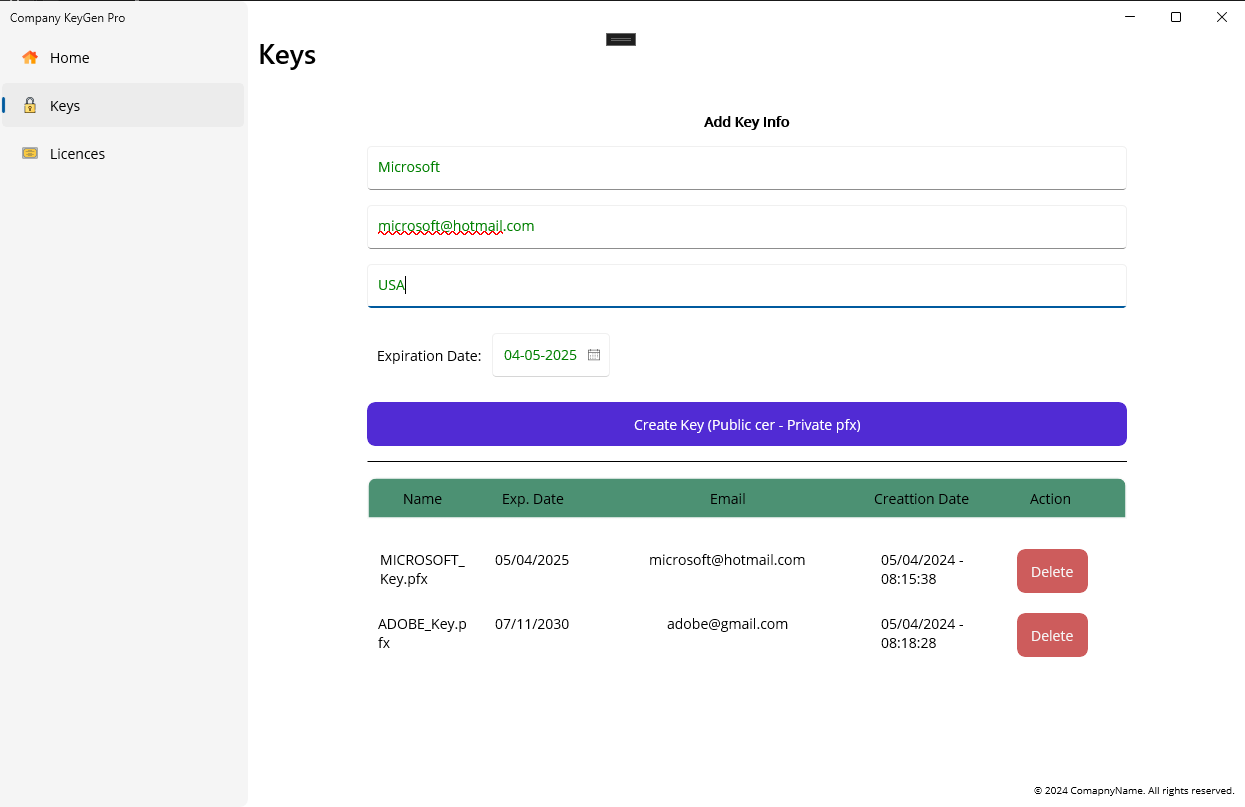 Company KeyGen Pro
Home
Keys
Licences
Keys
Add Key Info
Microsoft
microsoft@hotmail.com
USA
Expiration Date: 04-05-2025
Create Key (Public cer - Private pfx)
Name Exp. Date Email Creattion Date Action
MICROSOFT_ 05/04/2025 microsoft@hotmail.com 05/04/2024 - Delete
Key.pfx 08:15:38
ADOBE_Key.p 07/11/2030 adobe@gmail.com 05/04/2024 - Delete
fx 08:18:28
© 2024 ComapnyName. All rights reserved.